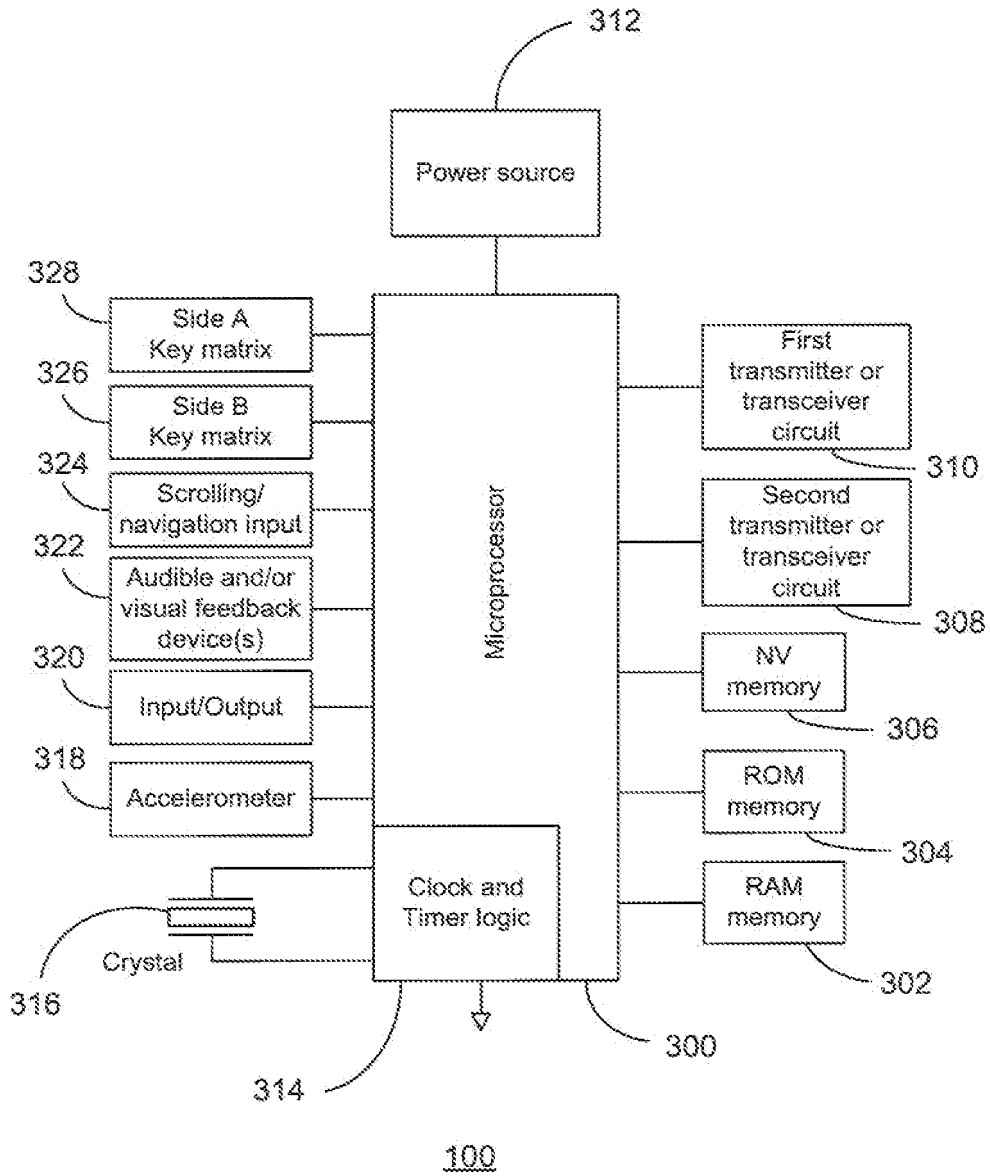 312
Power source
328
Side A
Key matrix
326
Side B
Key matrix
324
Scrolling/
navigation input
322
Audible and/or
visual feedback
device(s)
320
Input/Output
318
Accelerometer
316
Crystal
Microprocessor
Clock and
Timer logic
314
300
First
transmitter or
transceiver
circuit
310
Second
transmitter or
transceiver
circuit
308
NV
memory
306
ROM
memory
304
RAM
memory
302
100